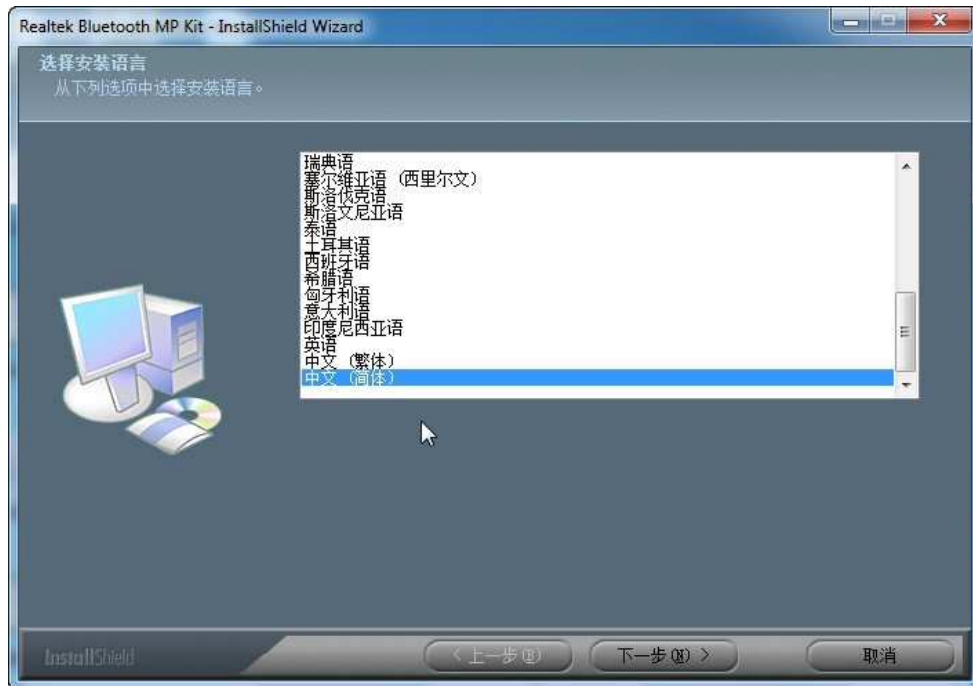 Realtek Bluetooth MP Kit - InstallShield Wizard
选择安装语言
从下列选项中选择安装语言。
瑞典语
塞尔维亚语 (西里尔文)
斯洛伐克语
斯洛文尼亚语
泰语
土耳其语
西班牙语
希腊语
匈牙利语
意大利语
印度尼西亚语
英语
中文 (繁体)
中文 (简体)
InstallShield
< 上一步(B)
下一步(N) >
取消